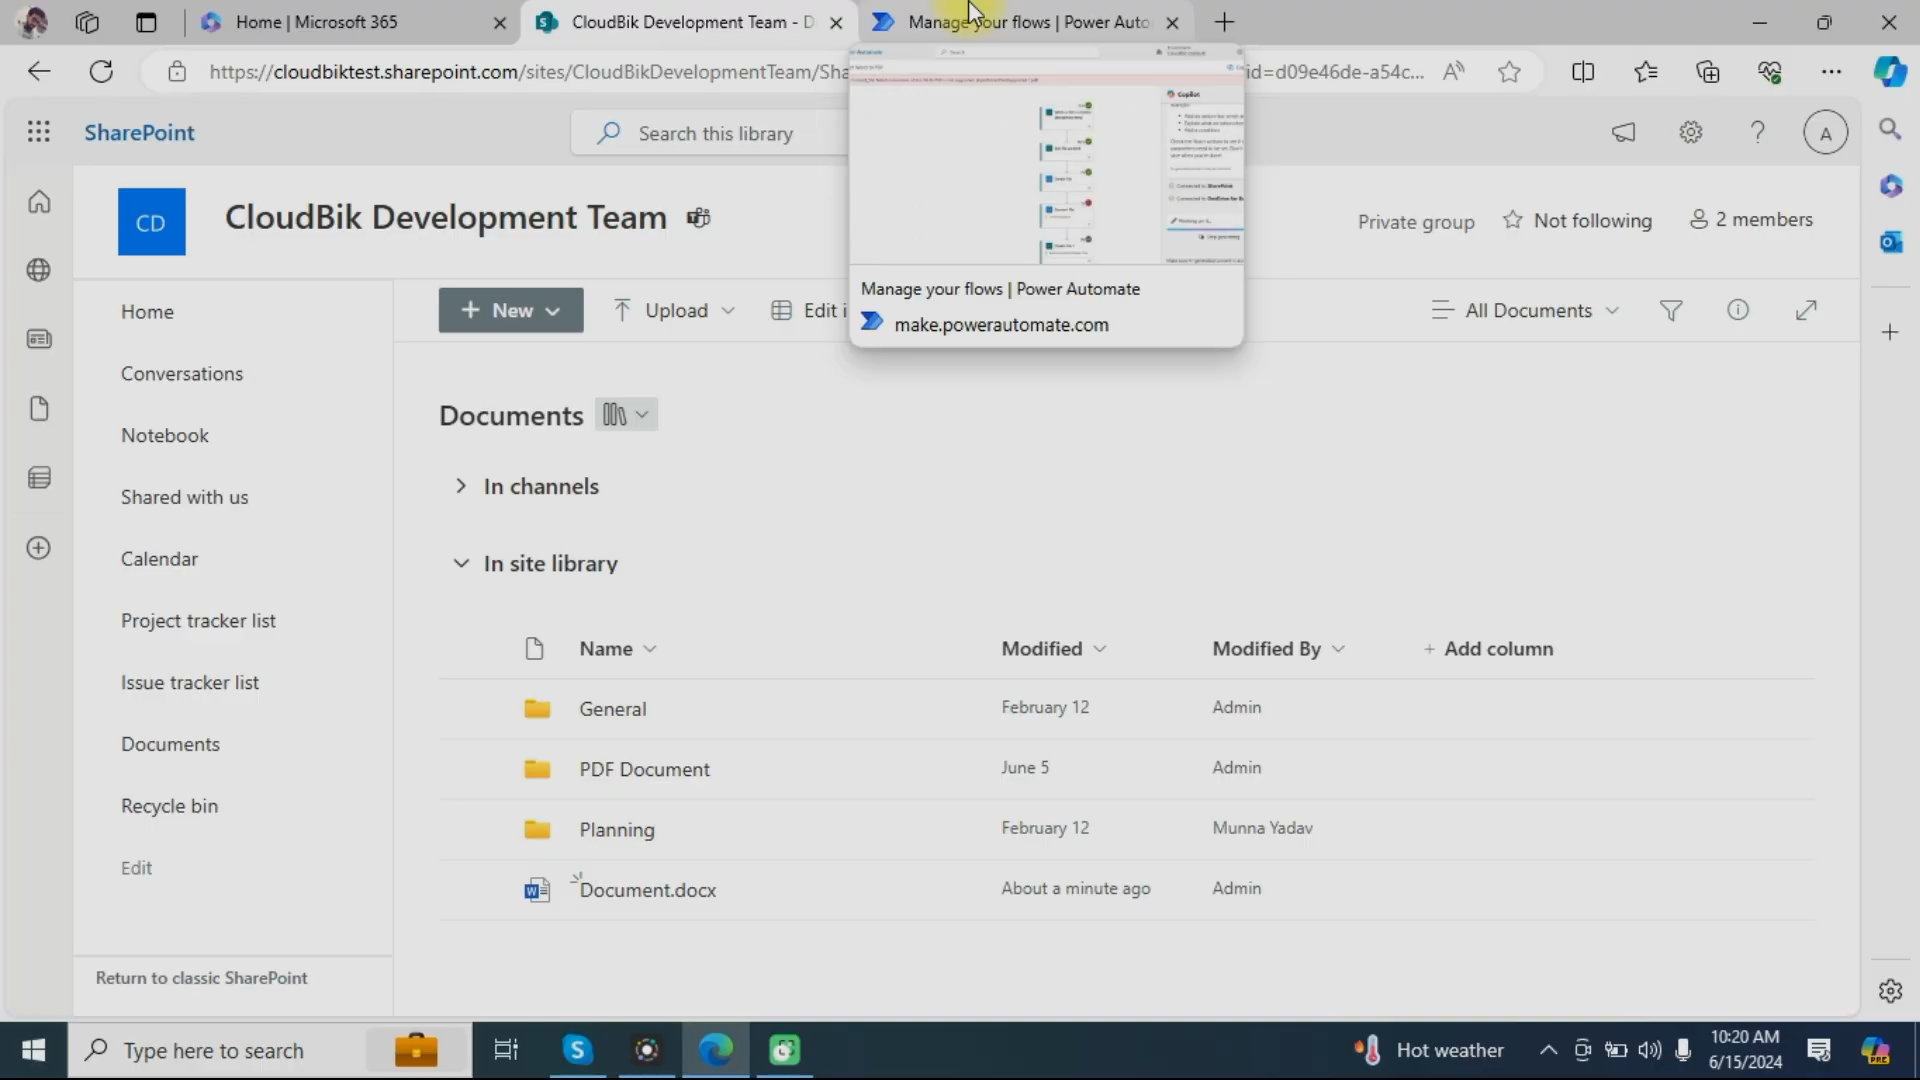 Home | Microsoft 365
CloudBik Development Team - D
Manage your flows | Power Auto
https://cloudbiktest.sharepoint.com/sites/CloudBikDevelopmentTeam/Sha
id=d09e46de-a54c...
SharePoint
Search this library
A
CD
CloudBik Development Team
Private group
Not following
2 members
Copilot
Manage your flows | Power Automate
make.powerautomate.com
New
Upload
Edit i
All Documents
Home
Conversations
Notebook
Shared with us
Calendar
Project tracker list
Issue tracker list
Documents
Recycle bin
Edit
Return to classic SharePoint
Documents
In channels
In site library
Name
Modified
Modified By
+ Add column
General
February 12
Admin
PDF Document
June 5
Admin
Planning
February 12
Munna Yadav
Document.docx
About a minute ago
Admin
Type here to search
Hot weather
10:20 AM
6/15/2024